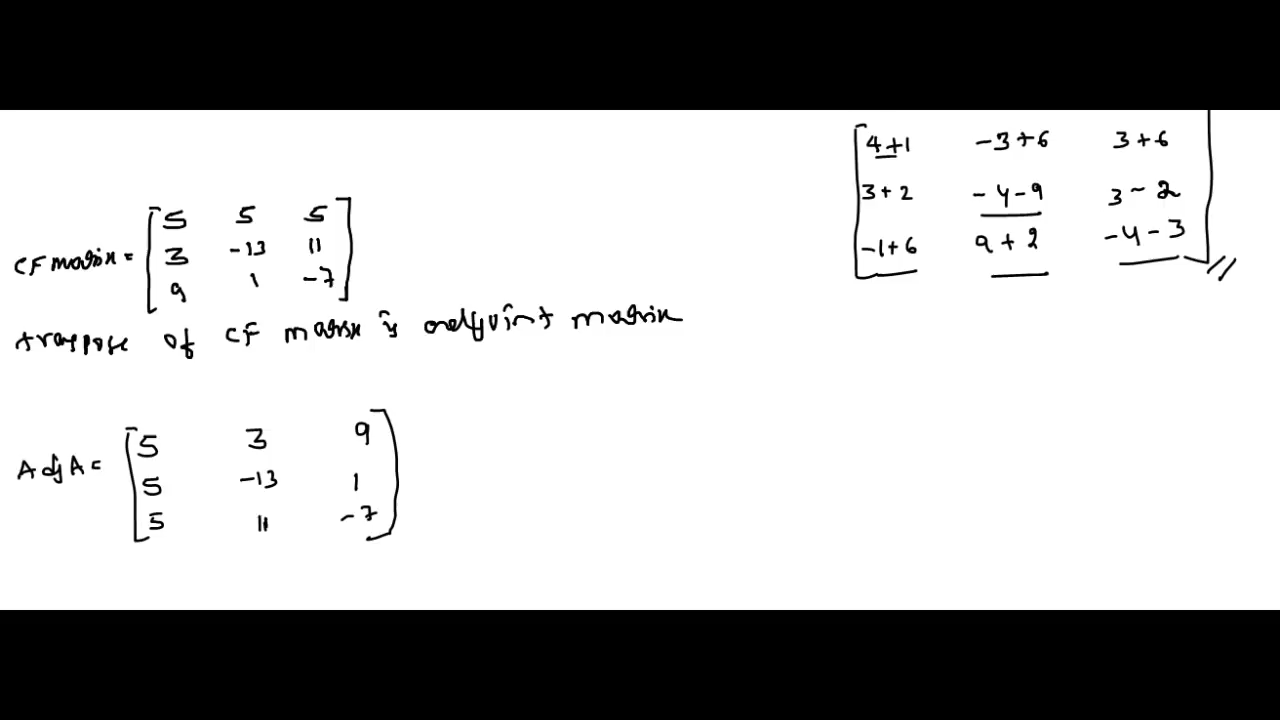 4+1 -3+6 3+6
3+2 -4-9 3-2
-1+6 9+2 -4-3
CF matrix = 5 5 5
3 -13 11
9 1 -7
of CF matrix is matrix
Adj A = 5 3 9
5 -13 1
5 11 -7